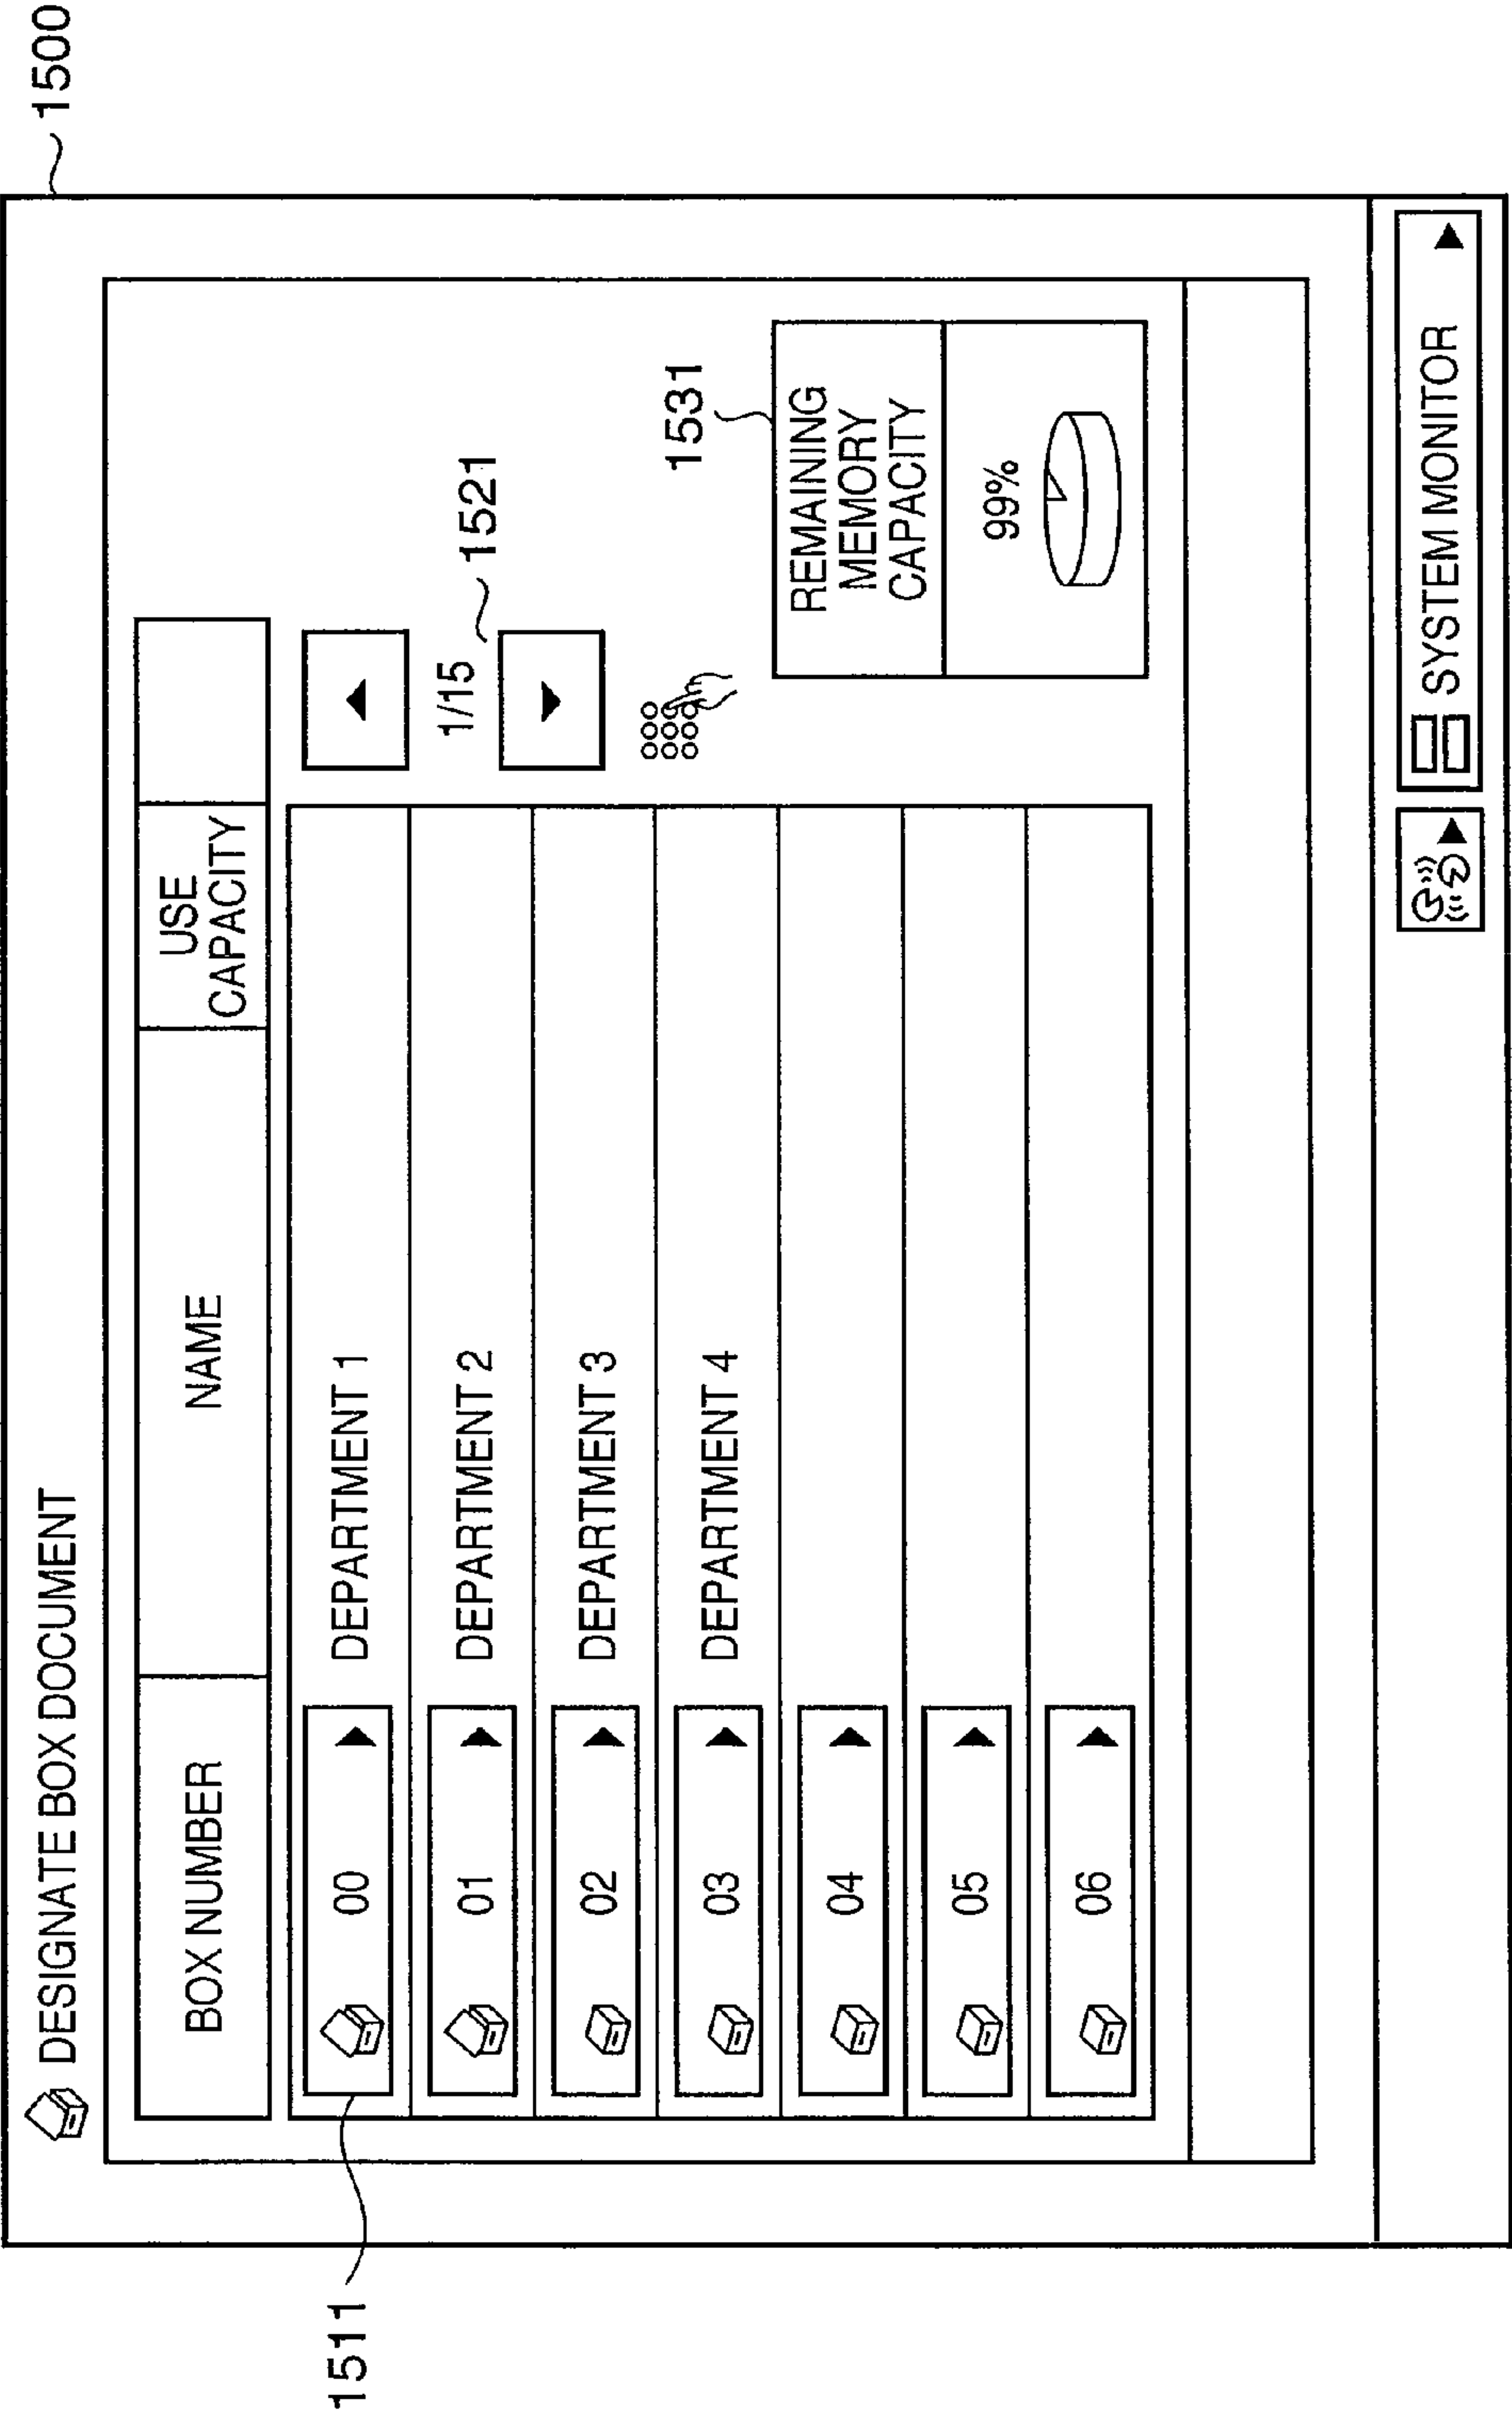 1500
DESIGNATE BOX DOCUMENT
BOX NUMBER
NAME
USE
CAPACITY
00
DEPARTMENT 1
01
DEPARTMENT 2
02
DEPARTMENT 3
03
DEPARTMENT 4
04
05
06
1511
1/15
1521
1531
REMAINING
MEMORY
CAPACITY
99%
SYSTEM MONITOR